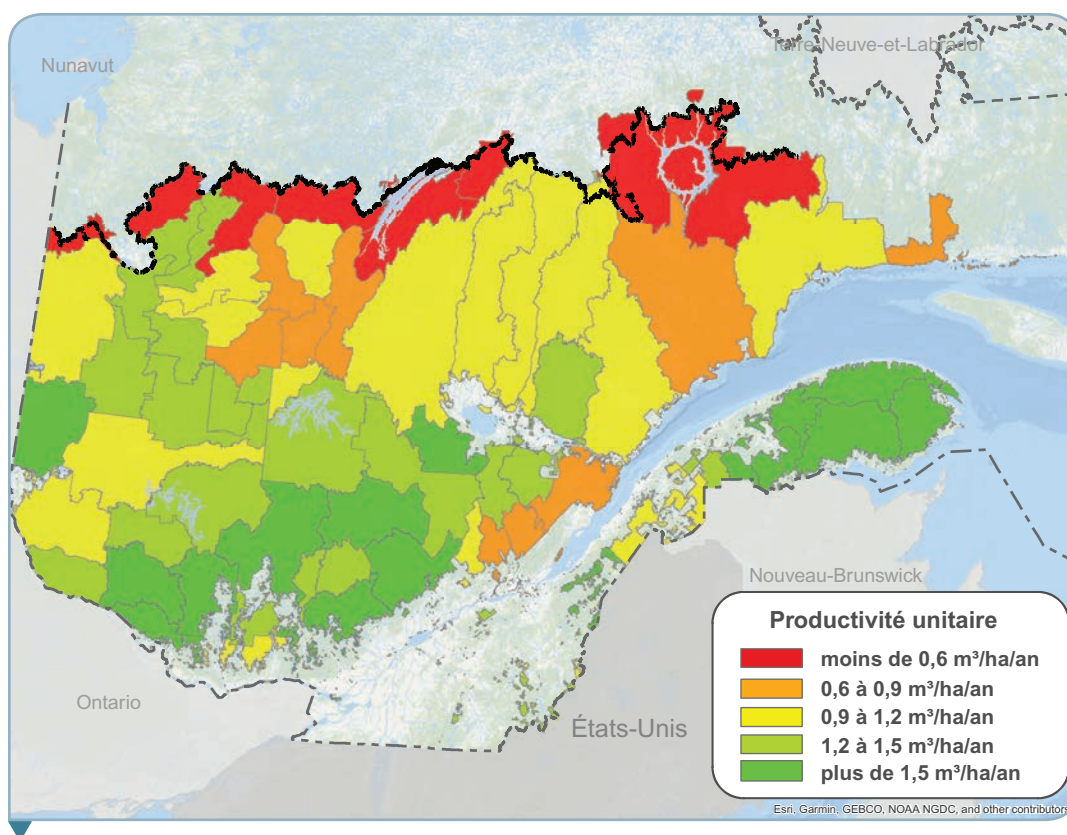 Terre-Neuve-et-Labrador
Nunavut
Nouveau-Brunswick
Ontario
États-Unis
Productivité unitaire
moins de 0,6 m³/ha/an
0,6 à 0,9 m³/ha/an
0,9 à 1,2 m³/ha/an
1,2 à 1,5 m³/ha/an
plus de 1,5 m³/ha/an
Esri, Garmin, GEBCO, NOAA NGDC, and other contributors